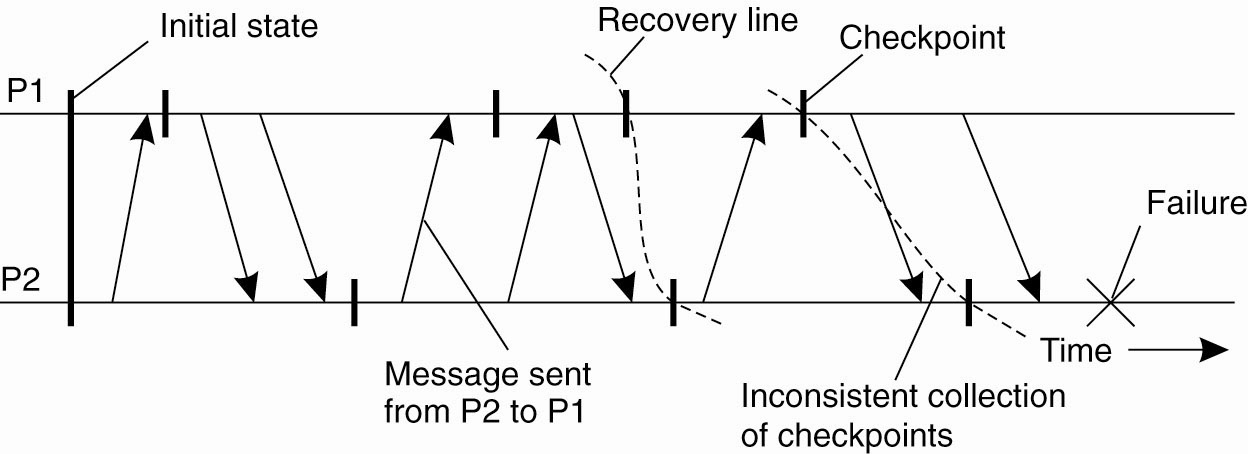 Initial state
Recovery line
Checkpoint
P1
Failure
P2
Message sent
from P2 to P1
Time
Inconsistent collection
of checkpoints